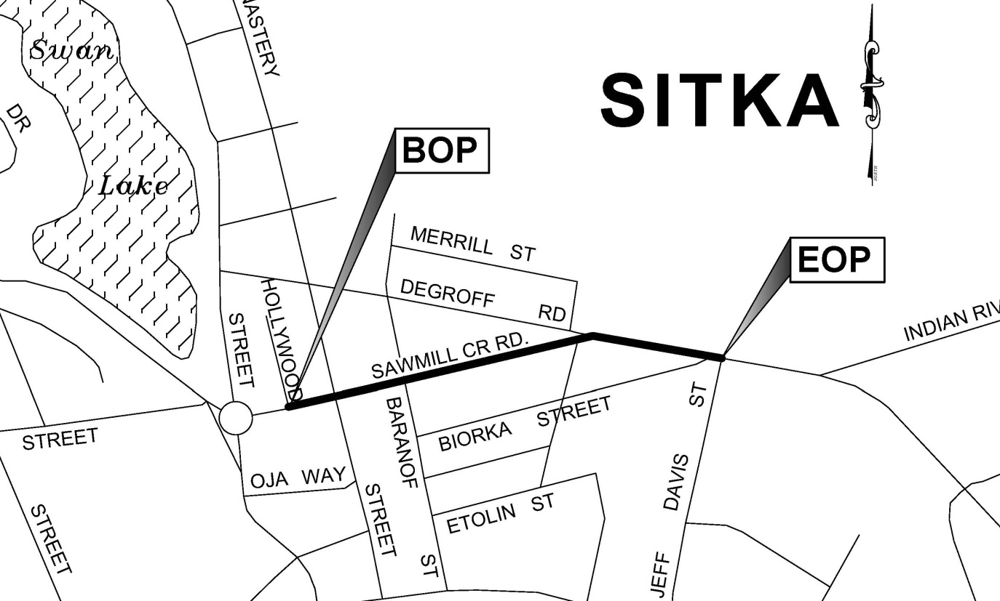 NASTERY
Swan
SITKA
DR
BOP
Lake
NORTH
MERRILL ST
EOP
DEGROFF RD
HOLLYWOOD
INDIAN RIV
STREET
SAWMILL CR RD.
ST
BARANOF
ST
BIORKA STREET
STREET
OJA WAY
JEFF DAVIS
STREET
ETOLIN ST
STREET